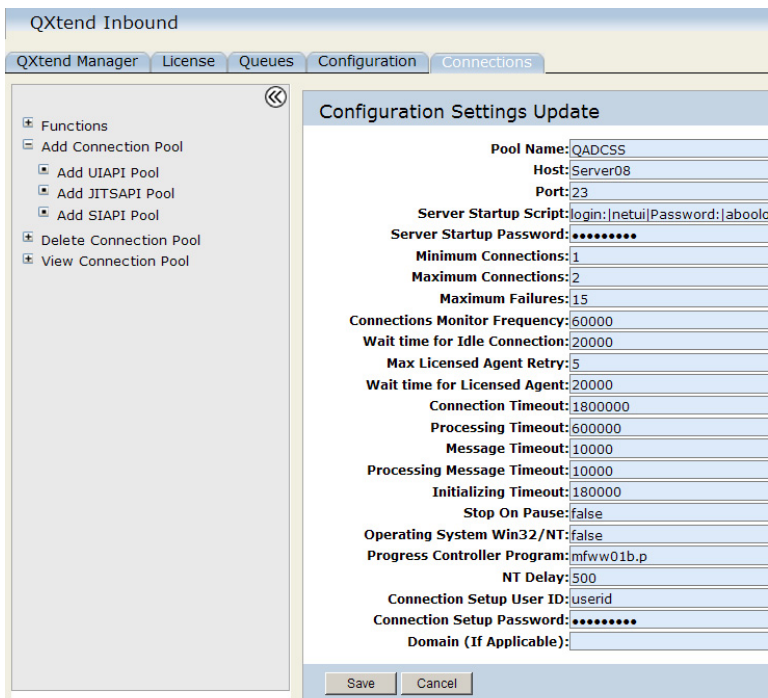 QXtend Inbound
QXtend Manager License Queues Configuration Connections
Functions
Add Connection Pool
Add UIAPI Pool
Add JITSAPI Pool
Add SIAPI Pool
Delete Connection Pool
View Connection Pool
Configuration Settings Update
Pool Name: QADCSS
Host: Server08
Port: 23
Server Startup Script: login:|netui|Password:|aboolo
Server Startup Password: •••••••••
Minimum Connections: 1
Maximum Connections: 2
Maximum Failures: 15
Connections Monitor Frequency: 60000
Wait time for Idle Connection: 20000
Max Licensed Agent Retry: 5
Wait time for Licensed Agent: 20000
Connection Timeout: 1800000
Processing Timeout: 600000
Message Timeout: 10000
Processing Message Timeout: 10000
Initializing Timeout: 180000
Stop On Pause: false
Operating System Win32/NT: false
Progress Controller Program: mfww01b.p
NT Delay: 500
Connection Setup User ID: userid
Connection Setup Password: •••••••••
Domain (If Applicable):
Save Cancel